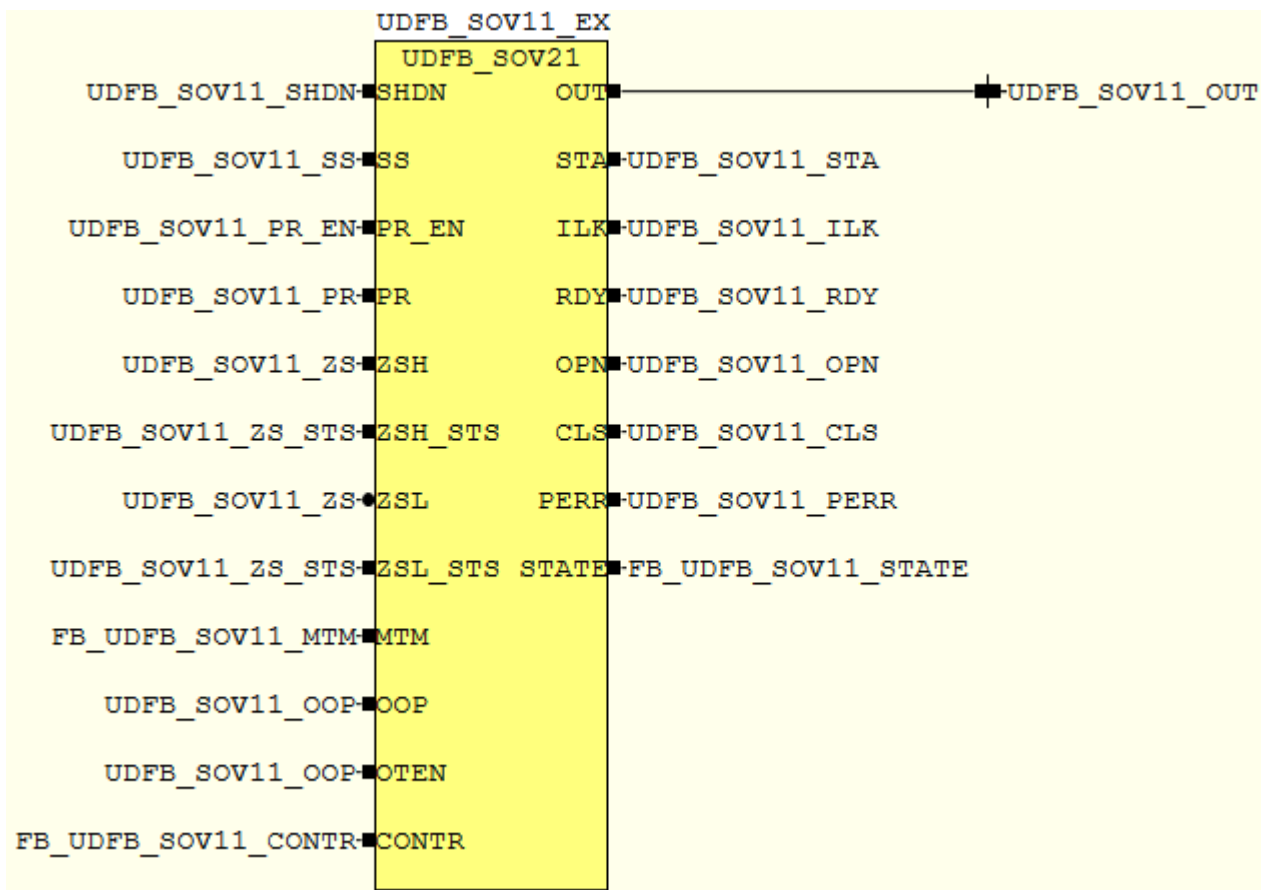 UDFB_SOV11_EX
UDFB_SOV21
UDFB_SOV11_SHDN SHDN OUT UDFB_SOV11_OUT
UDFB_SOV11_SS SS STA UDFB_SOV11_STA
UDFB_SOV11_PR_EN PR_EN ILK UDFB_SOV11_ILK
UDFB_SOV11_PR PR RDY UDFB_SOV11_RDY
UDFB_SOV11_ZS ZSH OPN UDFB_SOV11_OPN
UDFB_SOV11_ZS_STS ZSH_STS CLS UDFB_SOV11_CLS
UDFB_SOV11_ZS ZSL PERR UDFB_SOV11_PERR
UDFB_SOV11_ZS_STS ZSL_STS STATE FB_UDFB_SOV11_STATE
FB_UDFB_SOV11_MTM MTM
UDFB_SOV11_OOP OOP
UDFB_SOV11_OOP OTEN
FB_UDFB_SOV11_CONTR CONTR